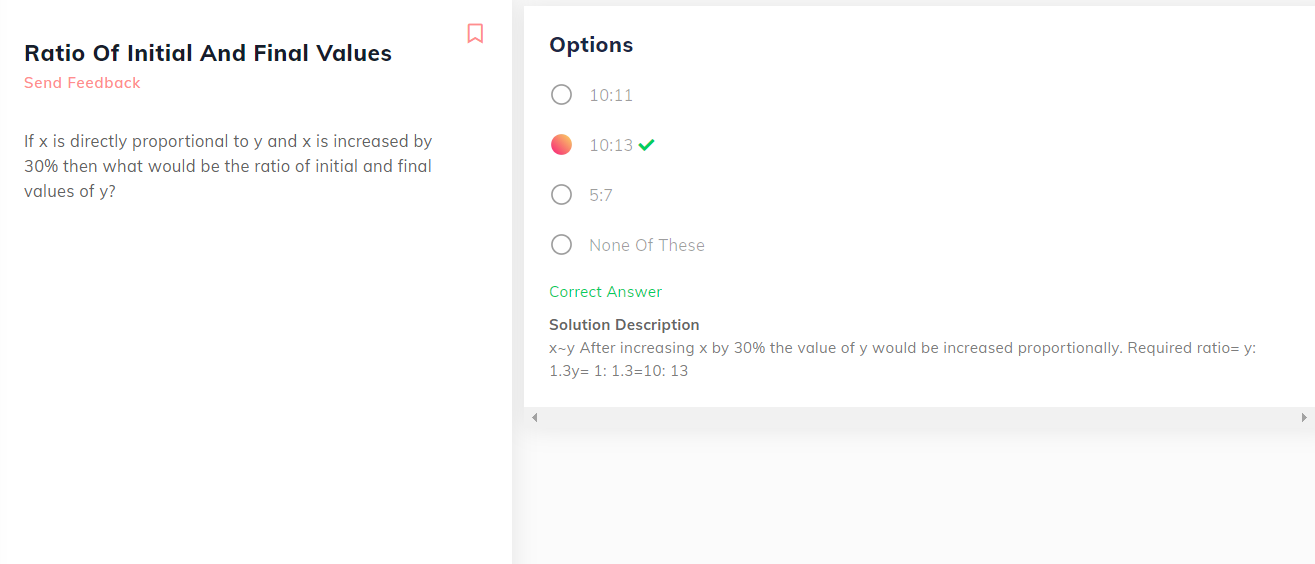 Ratio Of Initial And Final Values
Send Feedback
If x is directly proportional to y and x is increased by
30% then what would be the ratio of initial and final
values of y?
Options
10:11
10:13
5:7
None Of These
Correct Answer
Solution Description
x~y After increasing x by 30% the value of y would be increased proportionally. Required ratio= y:
1.3y= 1: 1.3=10: 13